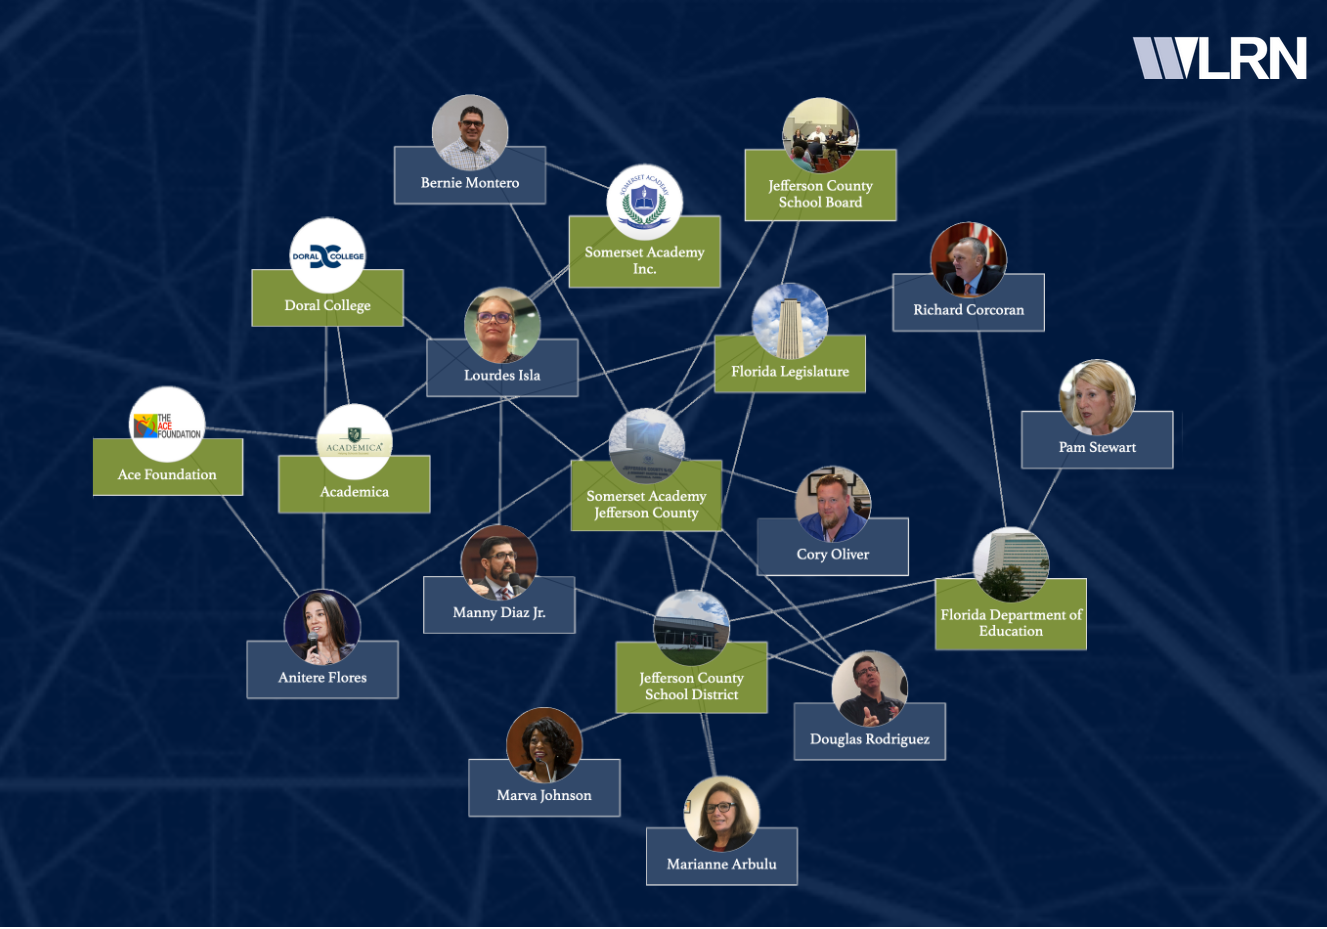 WLRN
Bernie Montero
SOMERSET ACADEMY
Somerset Academy
Inc.
Jefferson County
School Board
DORAL COLLEGE
Doral College
Richard Corcoran
Lourdes Isla
Florida Legislature
THE
ACE
FOUNDATION
Ace Foundation
ACADEMICA
Academica
Pam Stewart
Somerset Academy
Jefferson County
Cory Oliver
Manny Diaz Jr.
Florida Department of
Education
Anitere Flores
Jefferson County
School District
Douglas Rodriguez
Marva Johnson
Marianne Arbulu